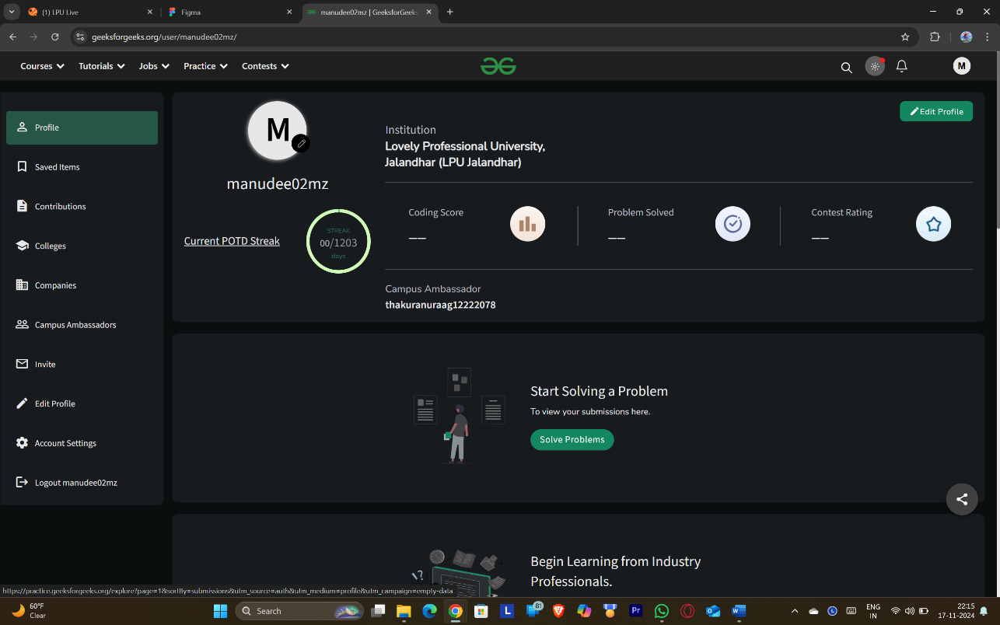 (1) LPU Live
Figma
manudee02mz | GeeksforGeeks
geeksforgeeks.org/user/manudee02mz/
Courses Tutorials Jobs Practice Contests
M
Profile
Saved Items
Contributions
Colleges
Companies
Campus Ambassadors
Invite
Edit Profile
Account Settings
Logout manudee02mz
M
manudee02mz
Current POTD Streak
STREAK
00/1203
days
Edit Profile
Institution
Lovely Professional University,
Jalandhar (LPU Jalandhar)
Coding Score
__
Problem Solved
__
Contest Rating
__
Campus Ambassador
thakuranuraag12222078
Start Solving a Problem
To view your submissions here.
Solve Problems
Begin Learning from Industry
Professionals.
https://practice.geeksforgeeks.org/explore?page=1&sortBy=submissions&utm_source=auth&utm_medium=profile&utm_campaign=empty-data
60°F
Clear
Search
L
81
Pr
L
ENG
IN
22:15
17-11-2024